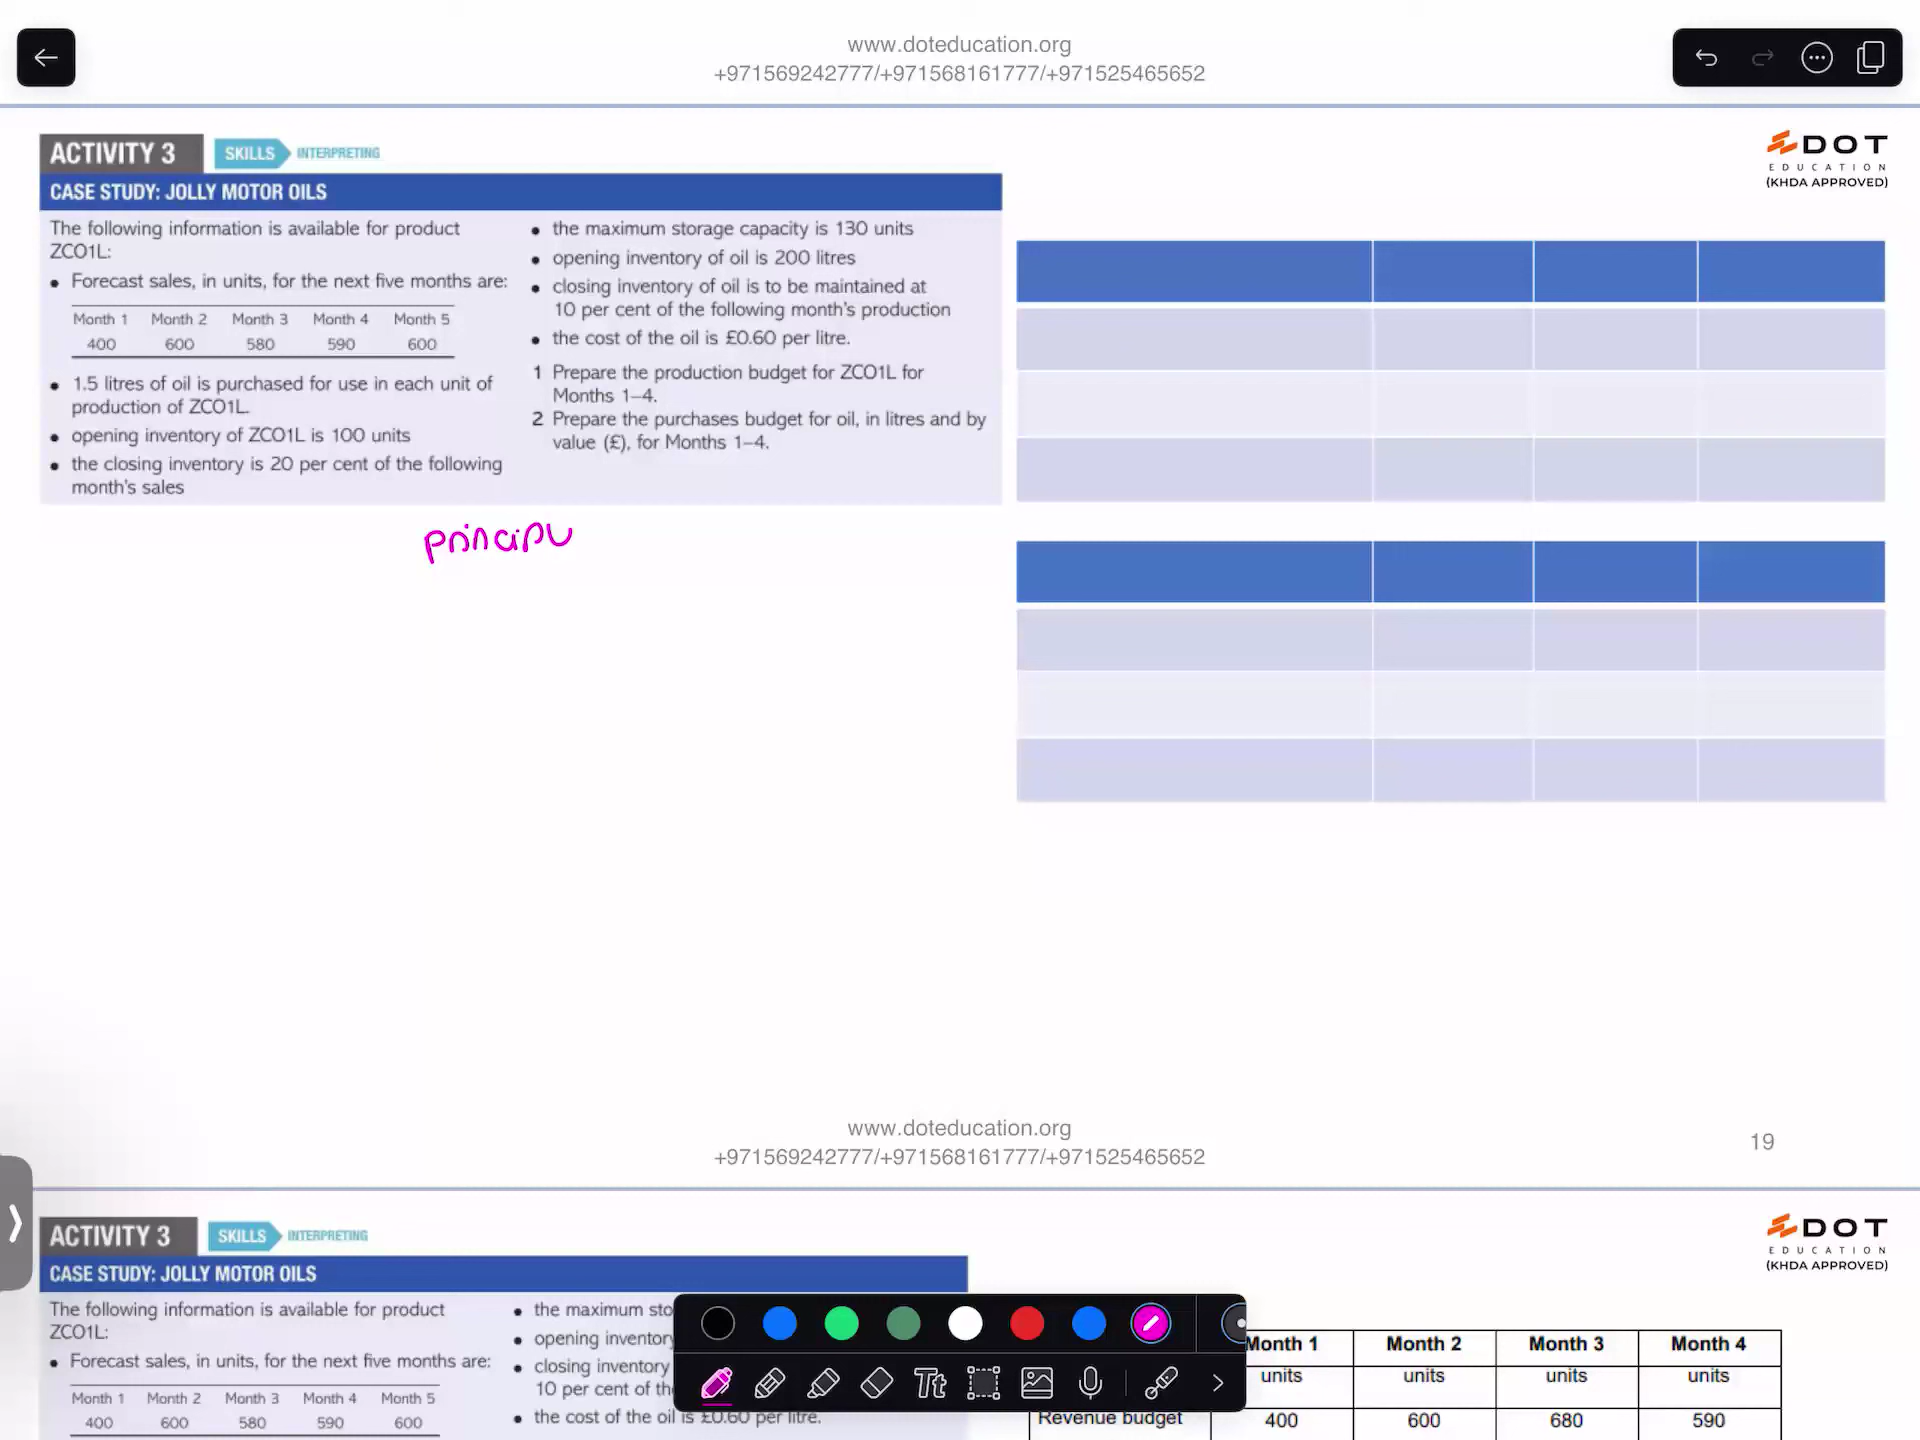 www.doteducation.org
+971569242777/+971568161777/+971525465652
ACTIVITY 3
SKILLS
INTERPRETING
CASE STUDY: JOLLY MOTOR OILS
The following information is available for product
ZCO1L:
• Forecast sales, in units, for the next five months are:
Month 1 Month 2 Month 3 Month 4 Month 5
400 600 580 590 600
• 1.5 litres of oil is purchased for use in each unit of
production of ZCO1L.
• opening inventory of ZCO1L is 100 units
• the closing inventory is 20 per cent of the following
month's sales
• the maximum storage capacity is 130 units
• opening inventory of oil is 200 litres
• closing inventory of oil is to be maintained at
10 per cent of the following month's production
• the cost of the oil is £0.60 per litre.
1 Prepare the production budget for ZCO1L for
Months 1–4.
2 Prepare the purchases budget for oil, in litres and by
value (£), for Months 1–4.
DOT
EDUCATION
(KHDA APPROVED)
www.doteducation.org
+971569242777/+971568161777/+971525465652
19
ACTIVITY 3
SKILLS
INTERPRETING
CASE STUDY: JOLLY MOTOR OILS
The following information is available for product
ZCO1L:
• Forecast sales, in units, for the next five months are:
Month 1 Month 2 Month 3 Month 4 Month 5
400 600 580 590 600
• the maximum sto
• opening inventory
• closing inventory
10 per cent of th
• the cost of the oil is £0.60 per litre.
DOT
EDUCATION
(KHDA APPROVED)
Month 1 Month 2 Month 3 Month 4
units units units units
Revenue budget 400 600 680 590
Tt